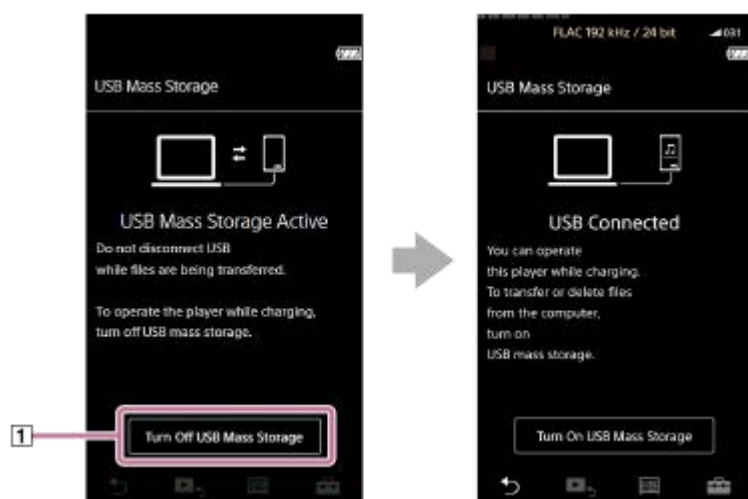 USB Mass Storage
USB Mass Storage Active
Do not disconnect USB
while files are being transferred.
To operate the player while charging,
turn off USB mass storage.
1
Turn Off USB Mass Storage
FLAC 192 kHz / 24 bit
031
USB Mass Storage
USB Connected
You can operate
this player while charging.
To transfer or delete files
from the computer,
turn on
USB mass storage.
Turn On USB Mass Storage